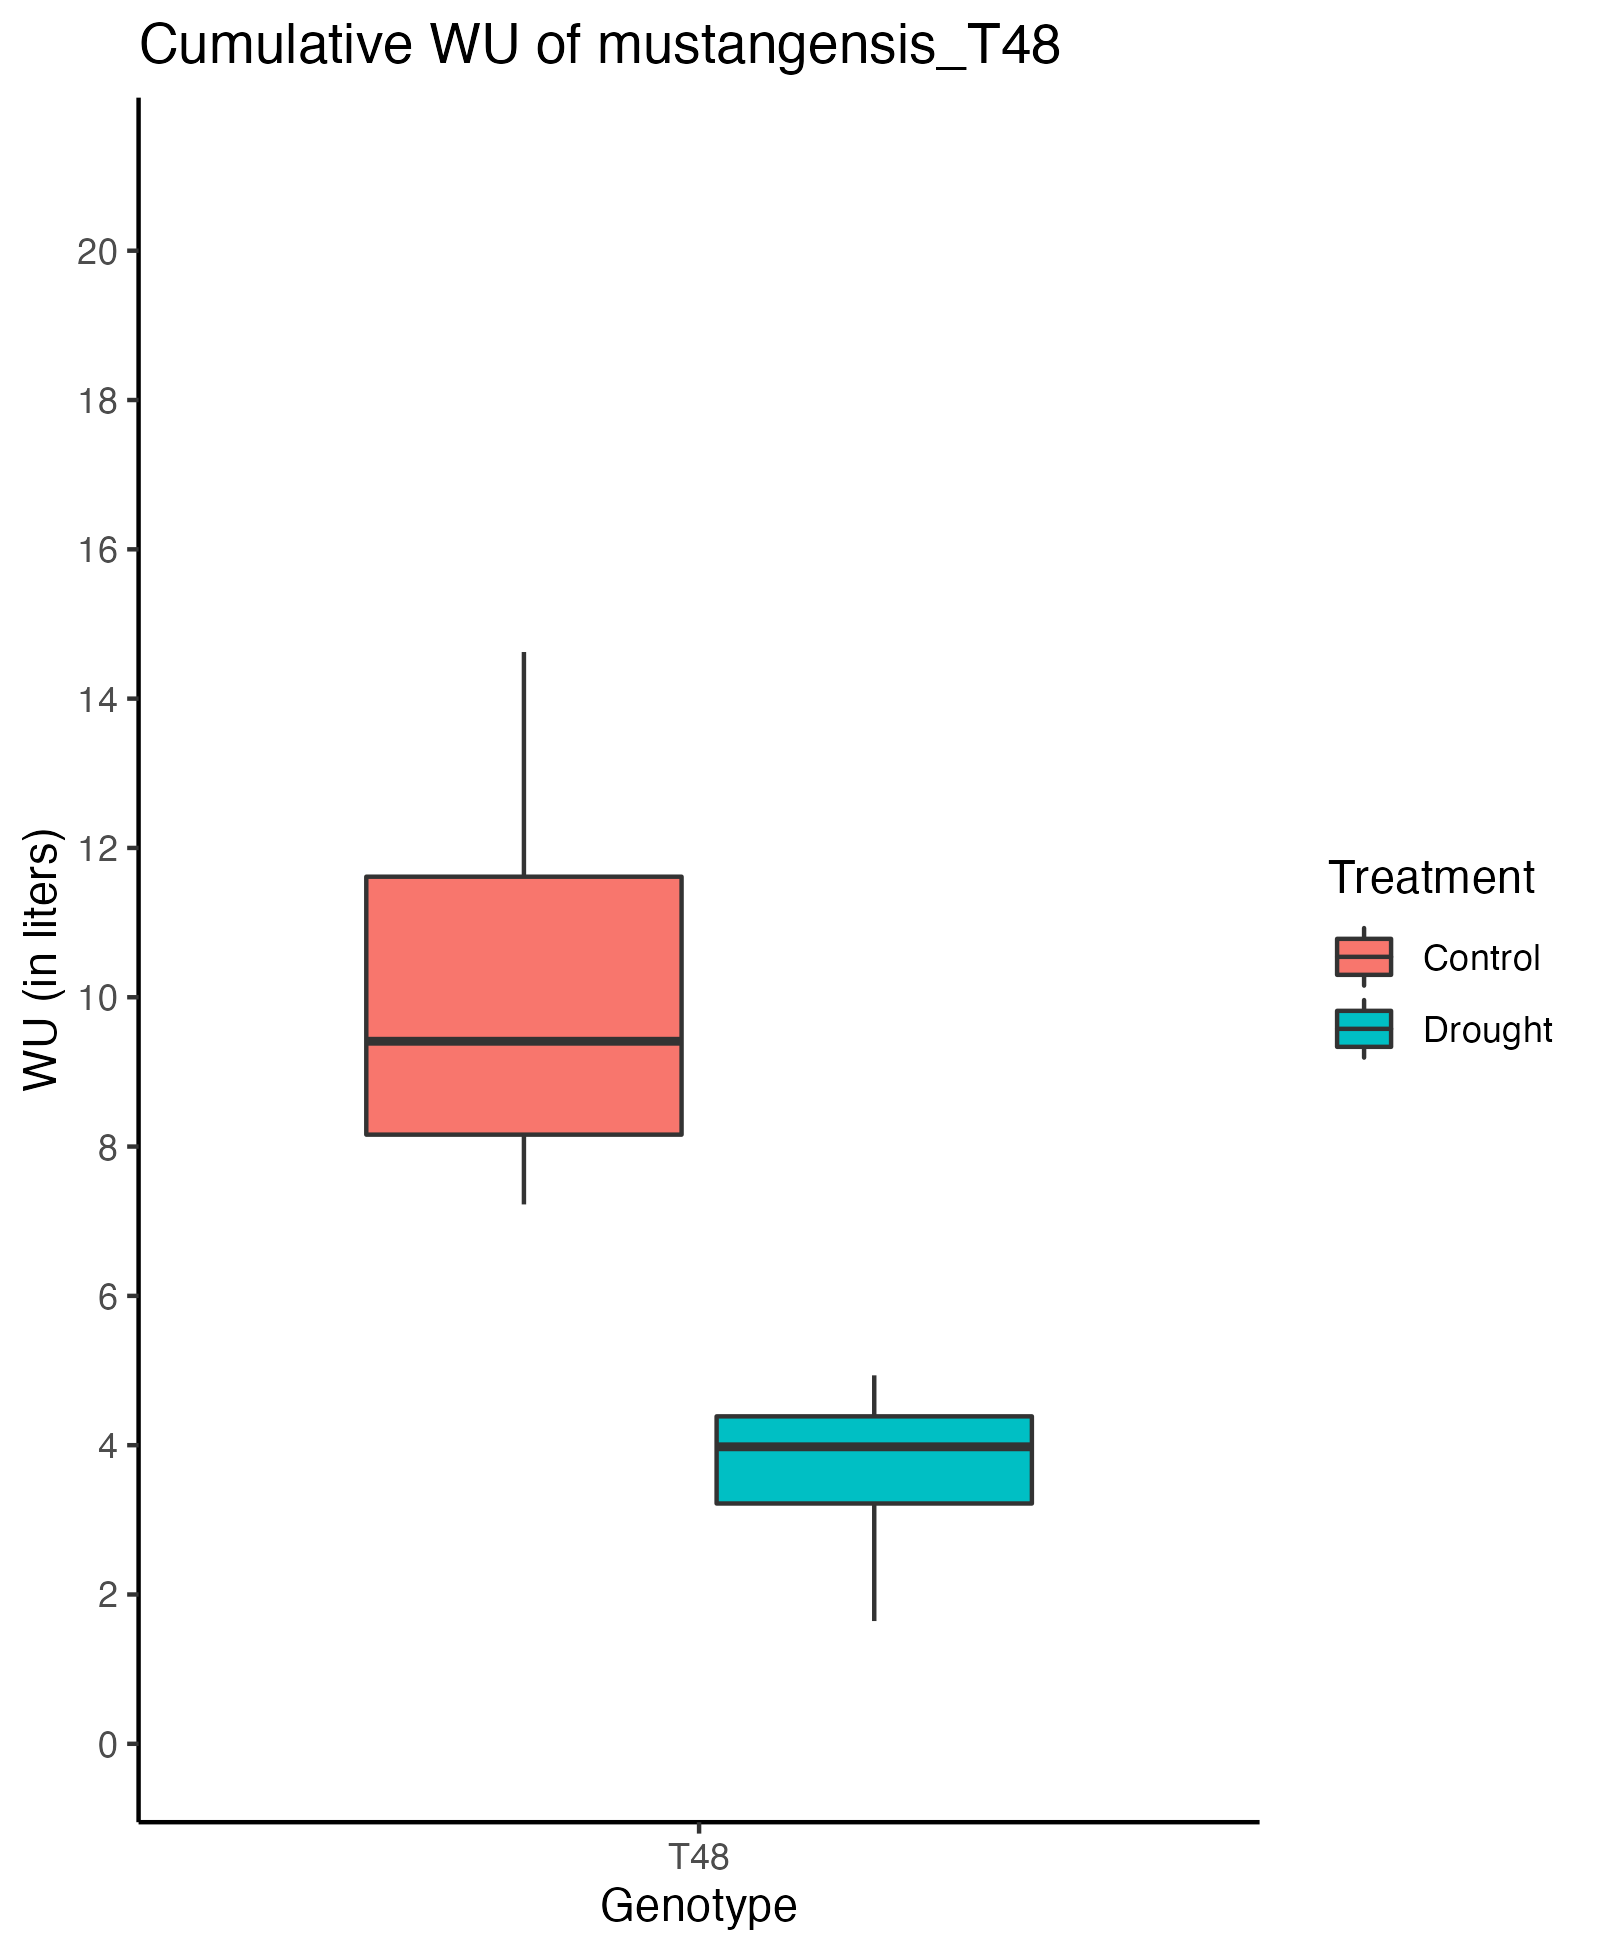 Cumulative WU of mustangensis_T48
WU (in liters)
20
18
16
14
12
10
8
6
4
2
0
T48
Genotype
Treatment
Control
Drought